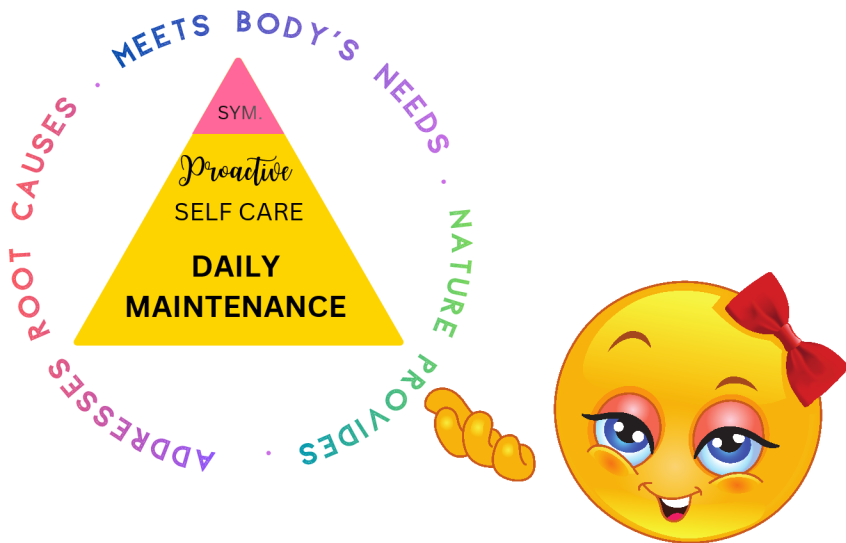 MEETS BODY'S NEEDS · NATURE PROVIDES · ADDRESSES ROOT CAUSES ·
SYM.
Proactive
SELF CARE
DAILY
MAINTENANCE